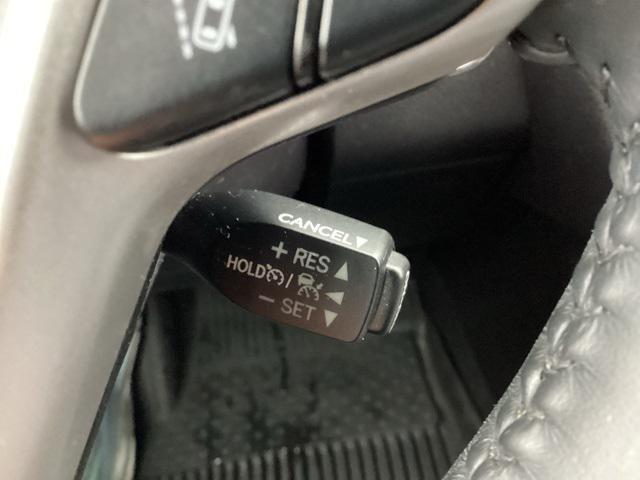 CANCEL▼
+ RES ▲
HOLD / ◀
− SET ▼